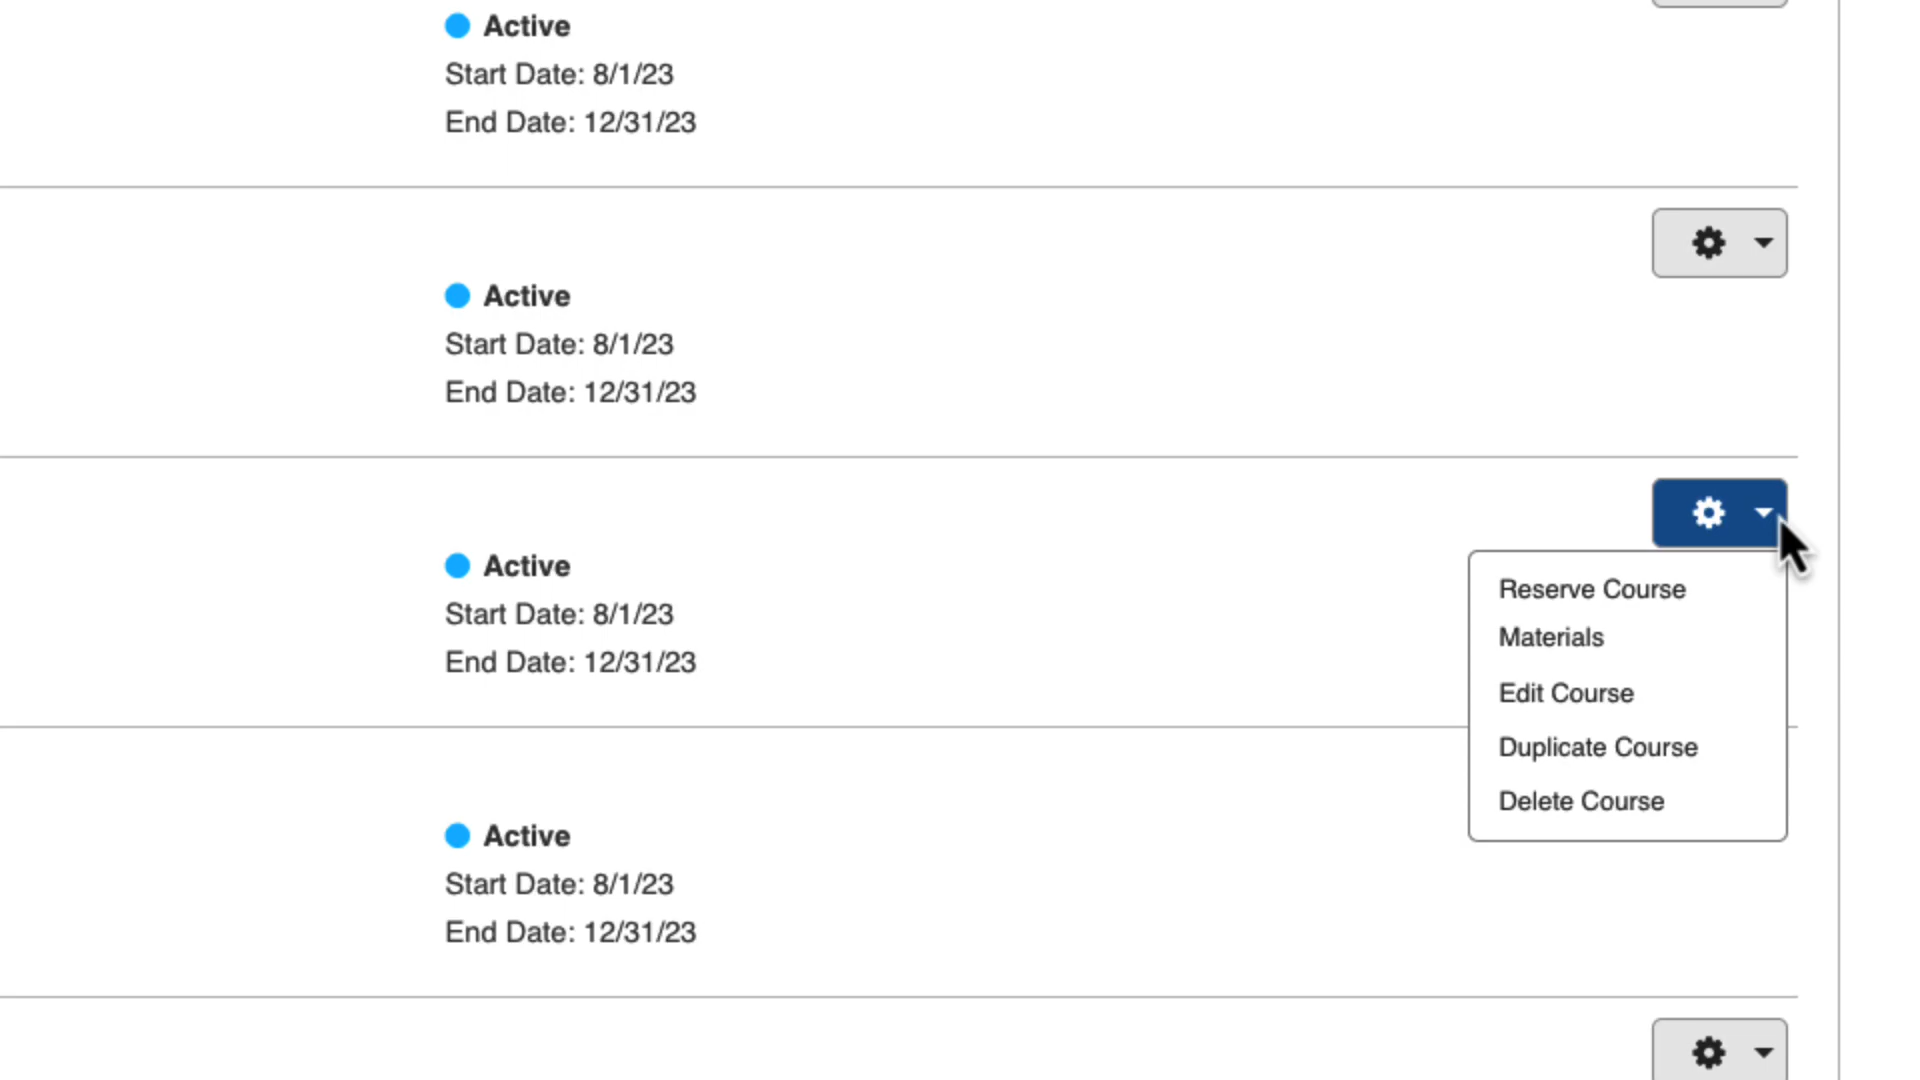 Active
Start Date: 8/1/23
End Date: 12/31/23
Active
Start Date: 8/1/23
End Date: 12/31/23
Active
Start Date: 8/1/23
End Date: 12/31/23
Reserve Course
Materials
Edit Course
Duplicate Course
Delete Course
Active
Start Date: 8/1/23
End Date: 12/31/23